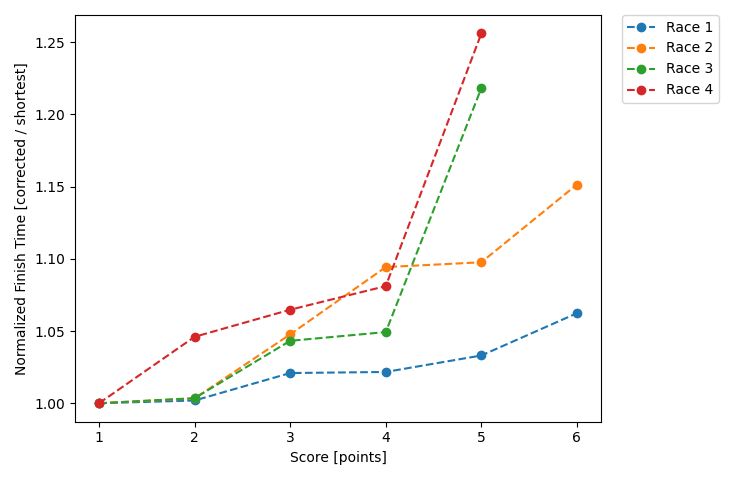 Normalized Finish Time [corrected / shortest]
1.25
1.20
1.15
1.10
1.05
1.00
1 2 3 4 5 6
Score [points]
Race 1
Race 2
Race 3
Race 4